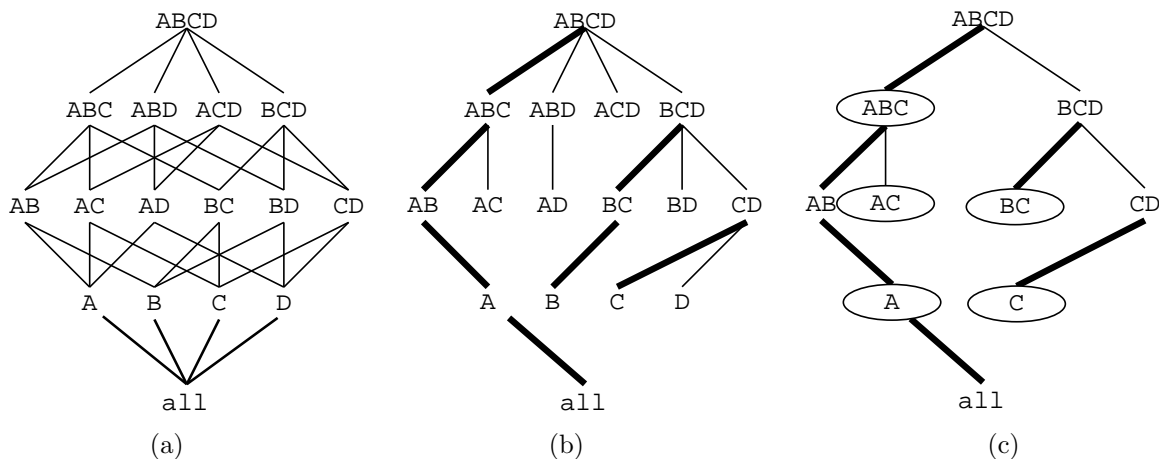 ABCD ABCD ABCD
ABC ABD ACD BCD ABC ABD ACD BCD ABC BCD
AB AC AD BC BD CD AB AC AD BC BD CD AB AC BC CD
A B C D A B C D A C
all all all
(a) (b) (c)